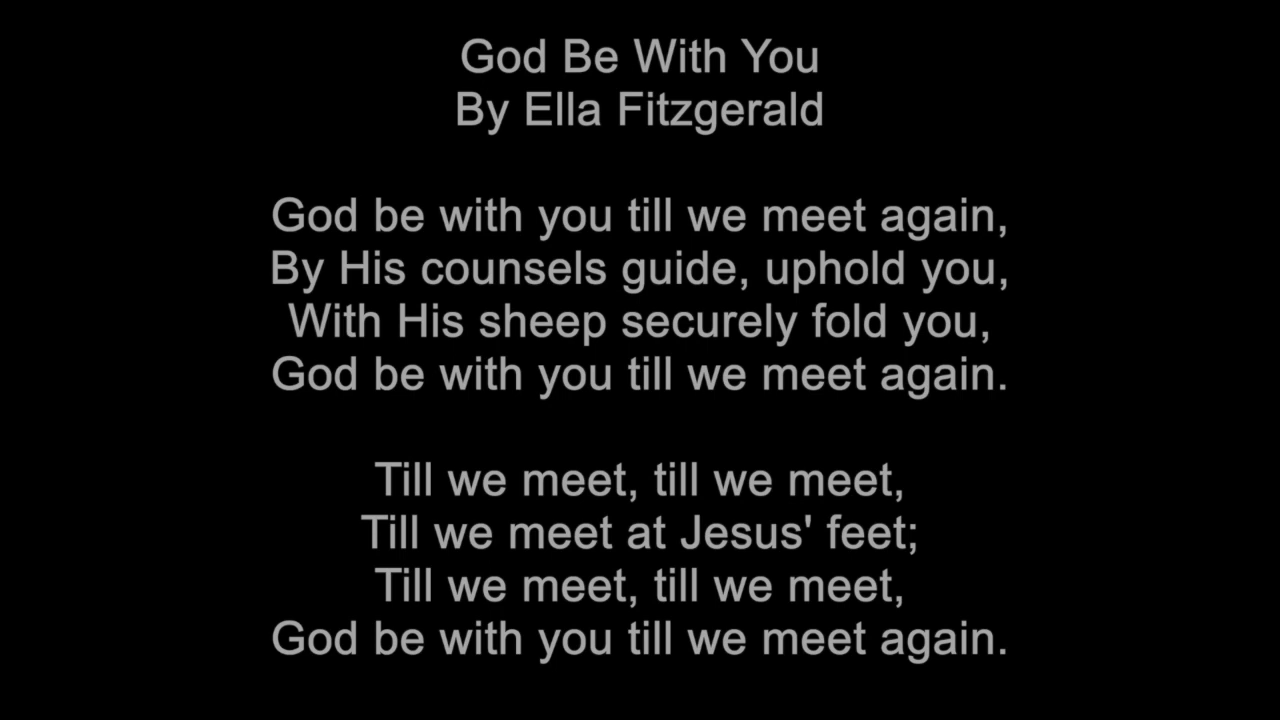 God Be With You
By Ella Fitzgerald
God be with you till we meet again,
By His counsels guide, uphold you,
With His sheep securely fold you,
God be with you till we meet again.
Till we meet, till we meet,
Till we meet at Jesus' feet;
Till we meet, till we meet,
God be with you till we meet again.